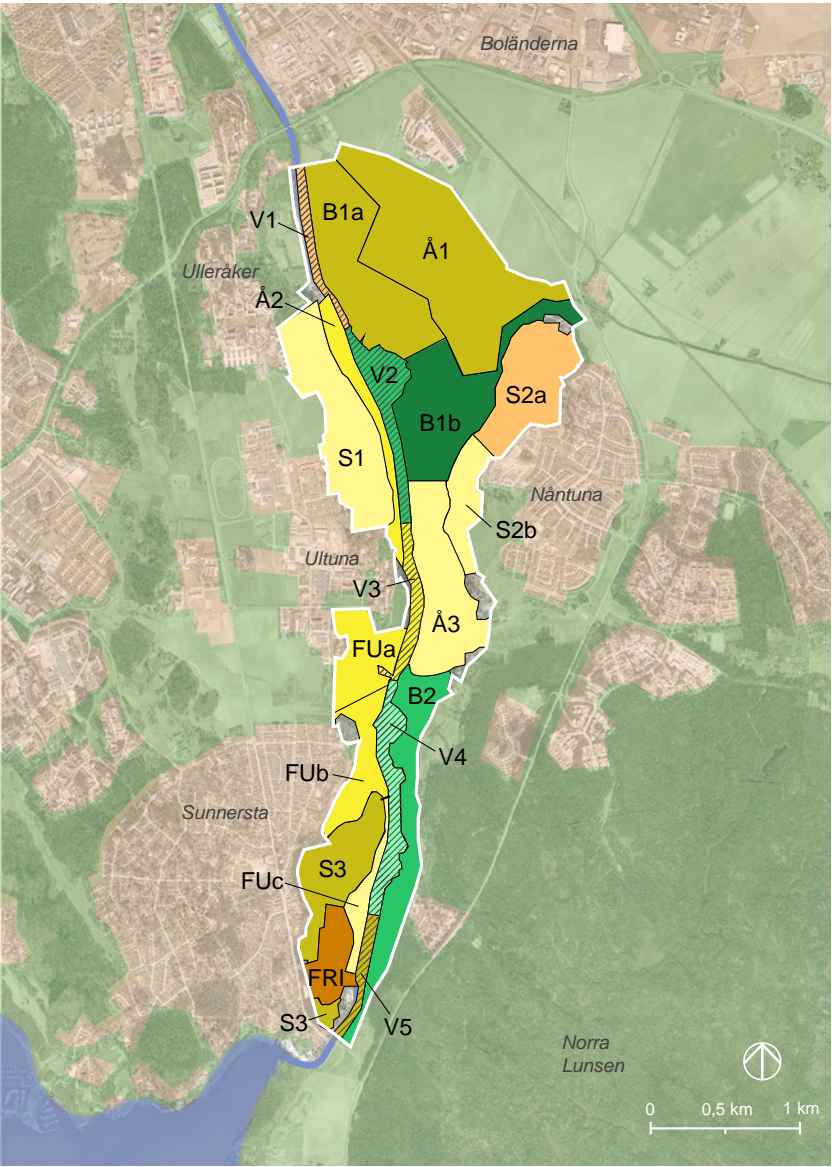 Boländerna
B1a
V1
Å1
Ulleråker
Å2
V2
S2a
B1b
S1
Nåntuna
S2b
Ultuna
V3
Å3
FUa
B2
V4
FUb
Sunnersta
S3
FUc
FRI
S3
V5
Norra
Lunsen
0 0,5 km 1 km